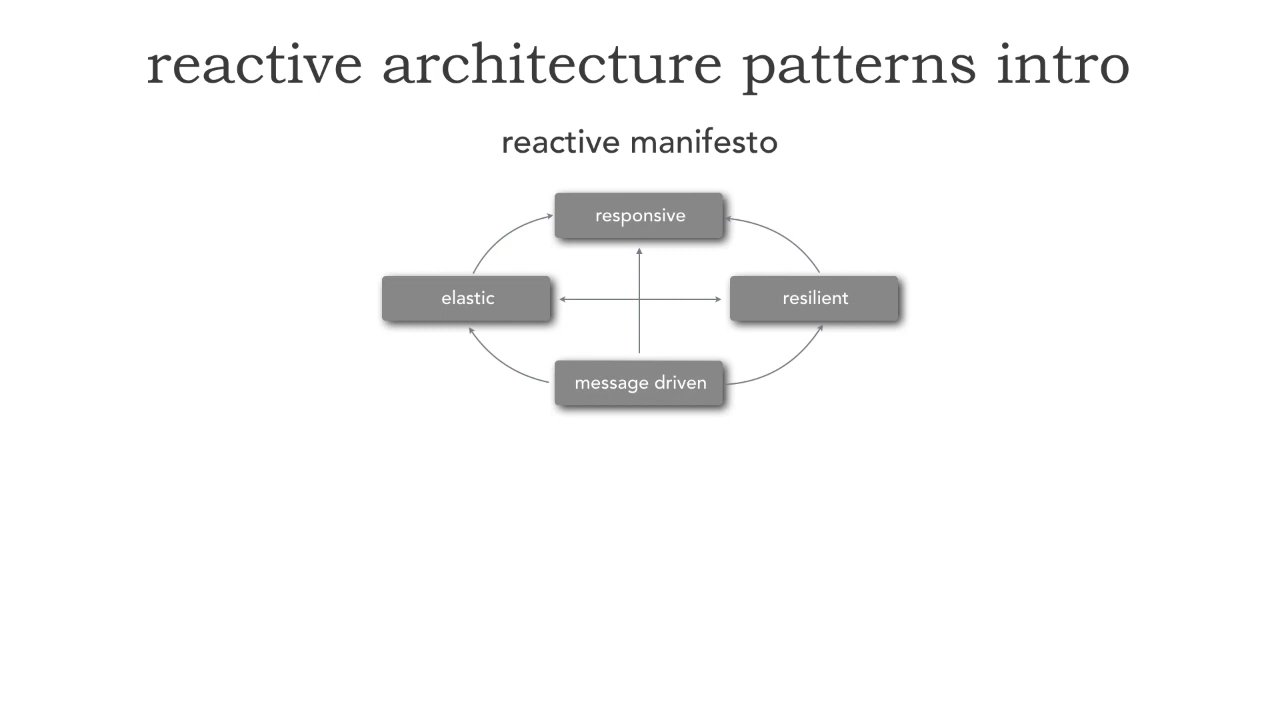 reactive architecture patterns intro
reactive manifesto
responsive
elastic
resilient
message driven